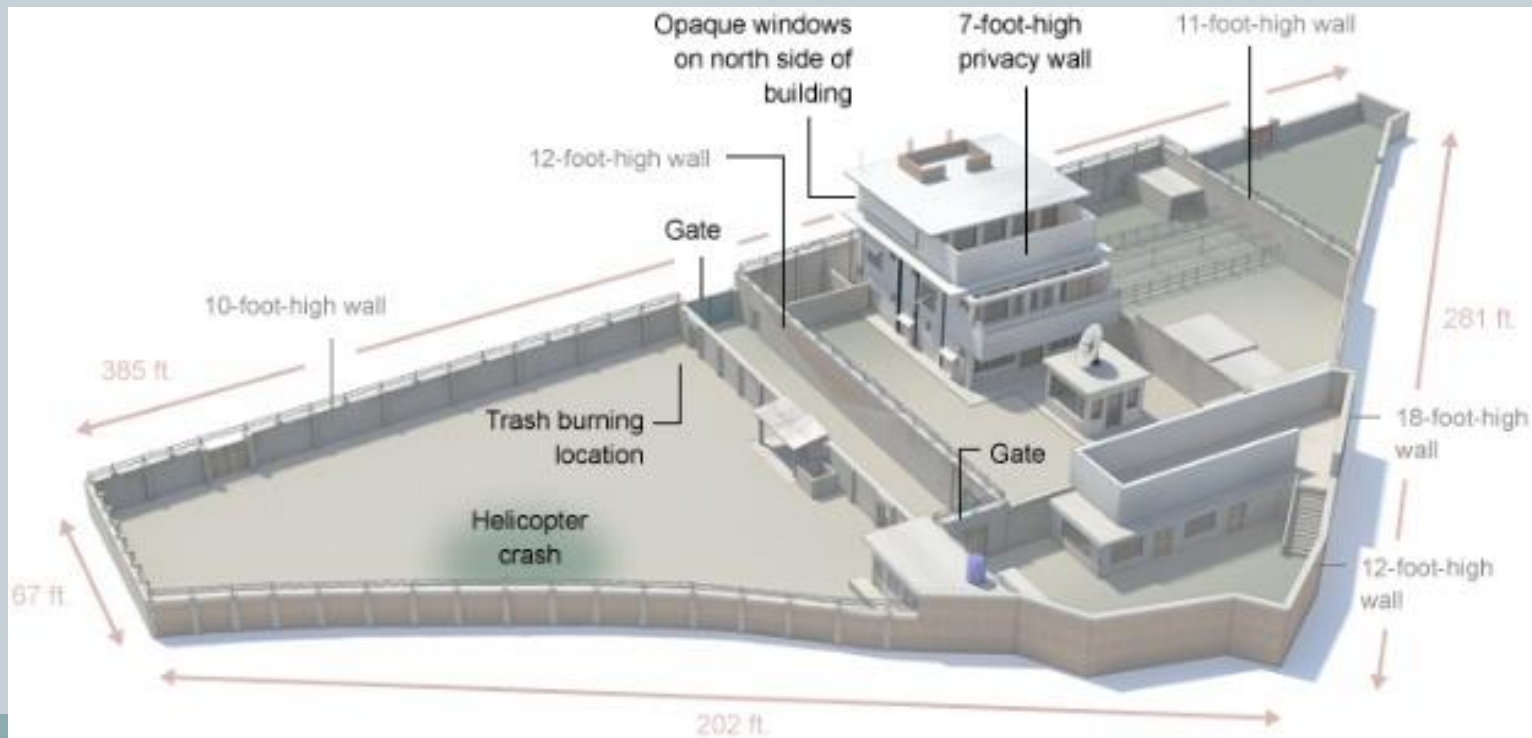 Opaque windows
on north side of
building
7-foot-high
privacy wall
11-foot-high wall
12-foot-high wall
Gate
10-foot-high wall
385 ft.
281 ft.
Trash burning
location
Gate
18-foot-high
wall
Helicopter
crash
12-foot-high
wall
67 ft.
202 ft.